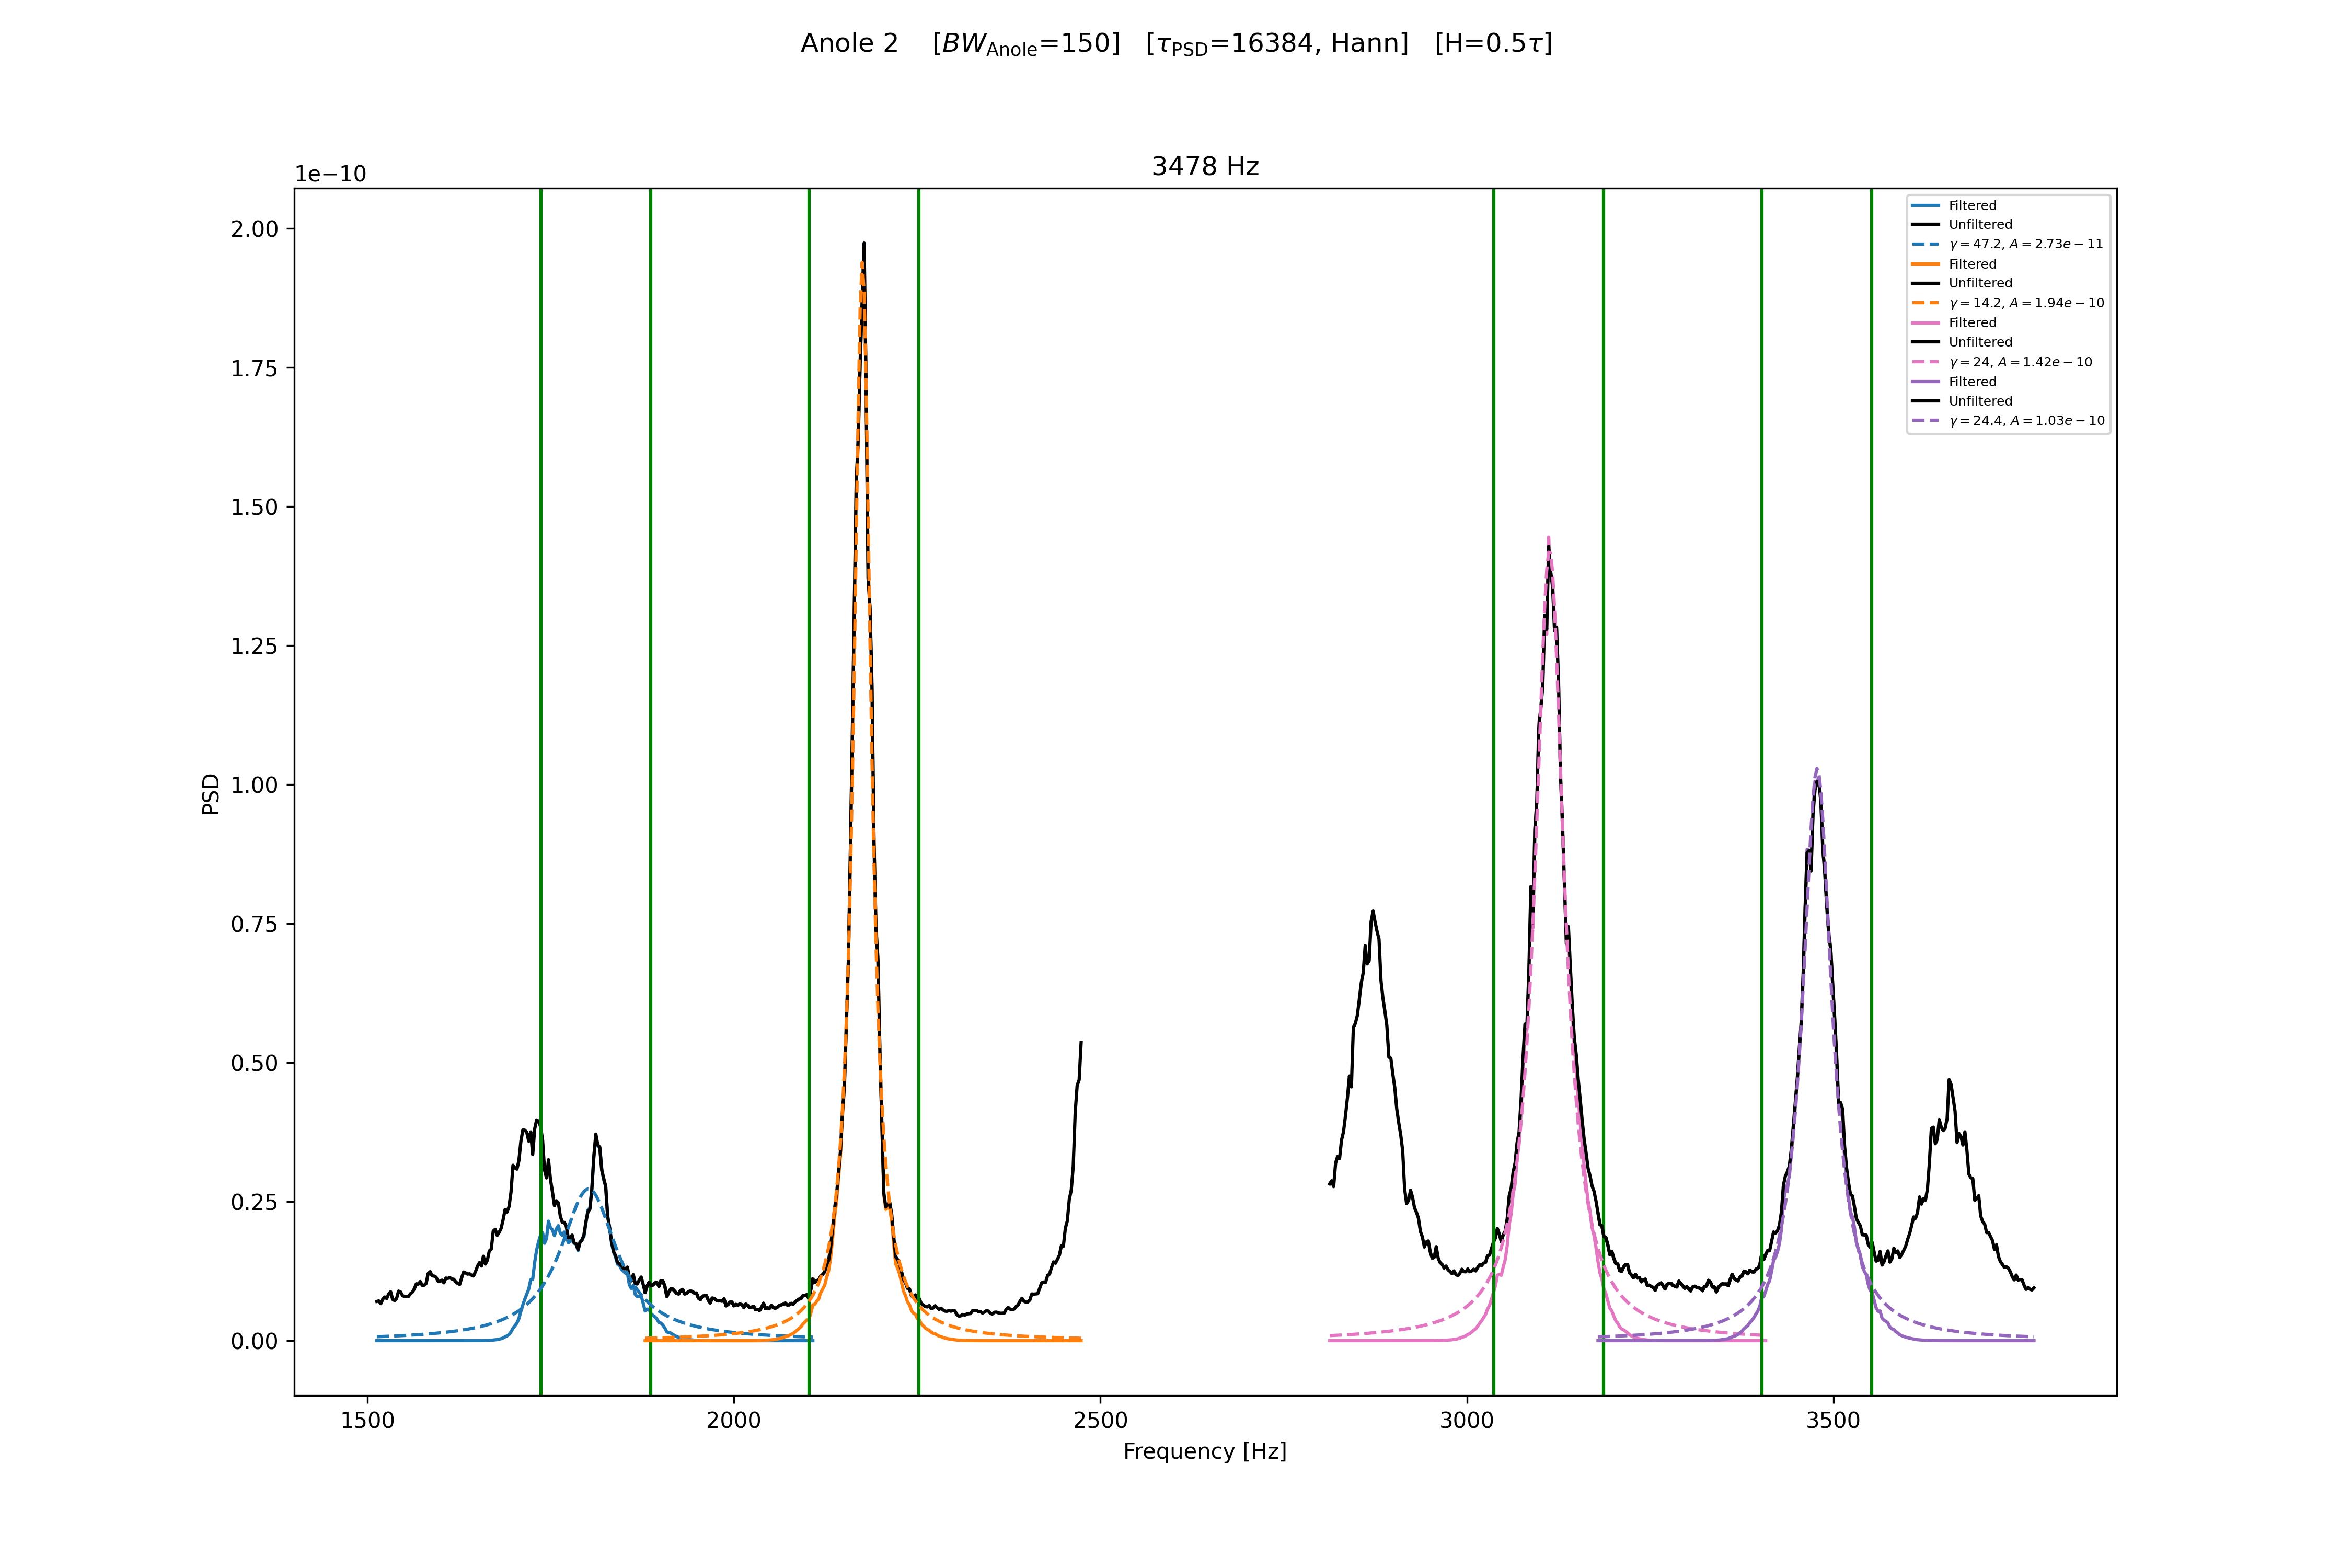 Anole 2 [BW_Anole=150] [τ_PSD=16384, Hann] [H=0.5τ]
3478 Hz
1e−10
2.00
1.75
1.50
1.25
1.00
0.75
0.50
0.25
0.00
PSD
1500 2000 2500 3000 3500
Frequency [Hz]
Filtered
Unfiltered
γ = 47.2, A = 2.73e − 11
Filtered
Unfiltered
γ = 14.2, A = 1.94e − 10
Filtered
Unfiltered
γ = 24, A = 1.42e − 10
Filtered
Unfiltered
γ = 24.4, A = 1.03e − 10